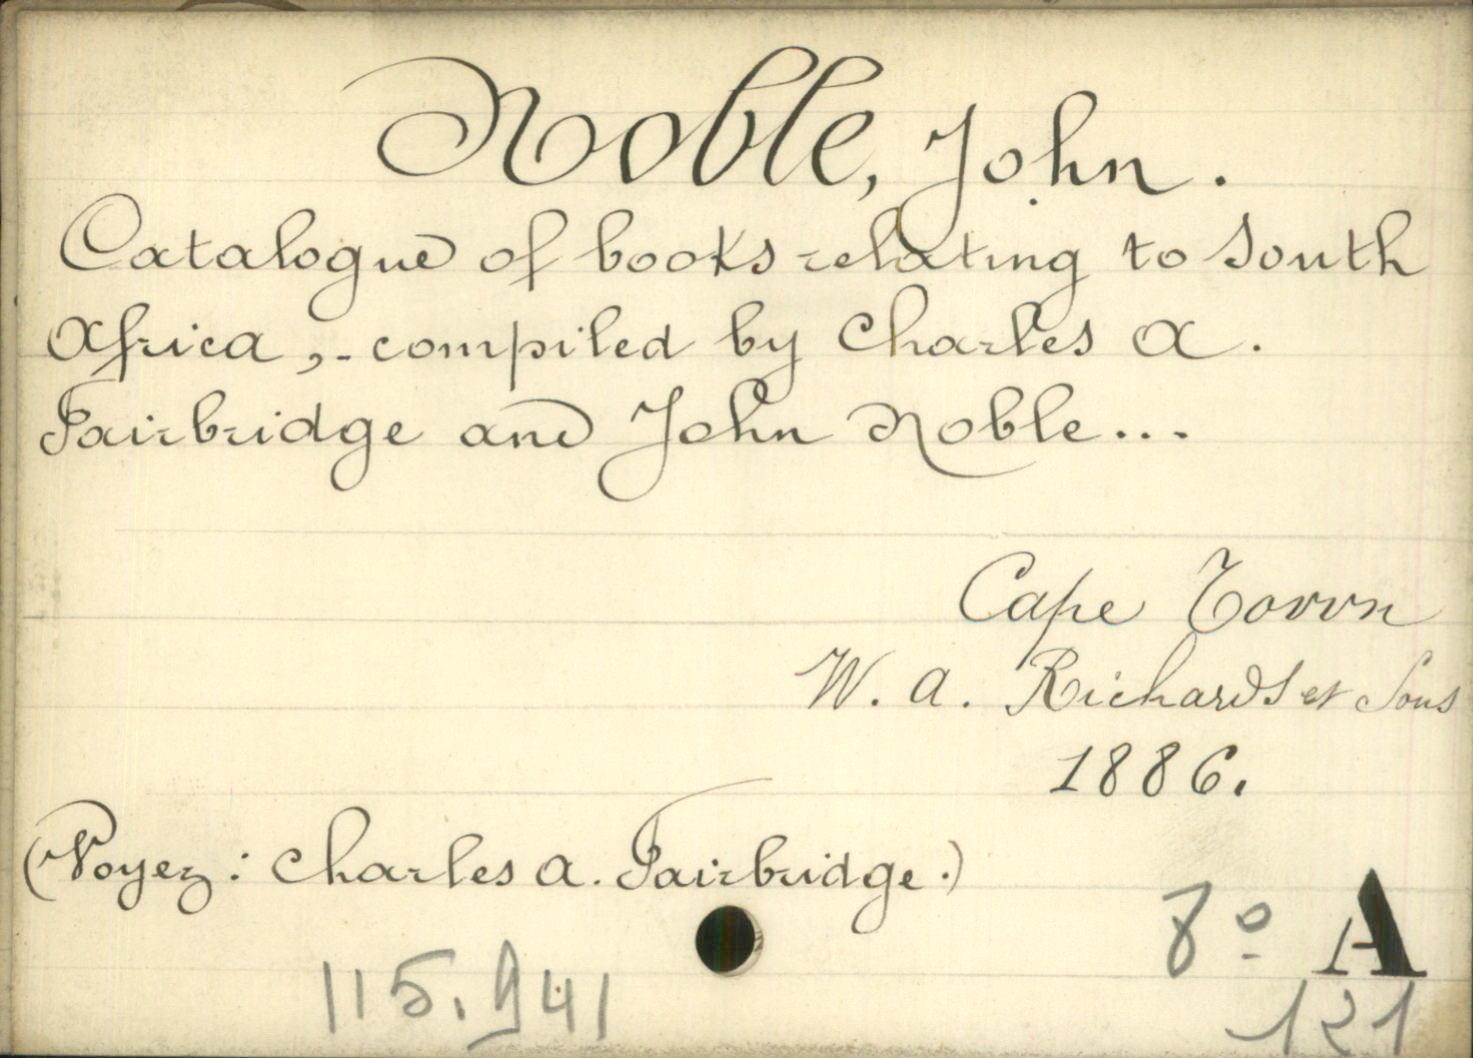 Noble, John.
Catalogue of books relating to South
Africa, - compiled by Charles A.
Fairbridge and John Noble...
Cape Town
W. A. Richards et Sons
1886.
(Voyez : Charles A. Fairbridge.)
8º A
115.941
121